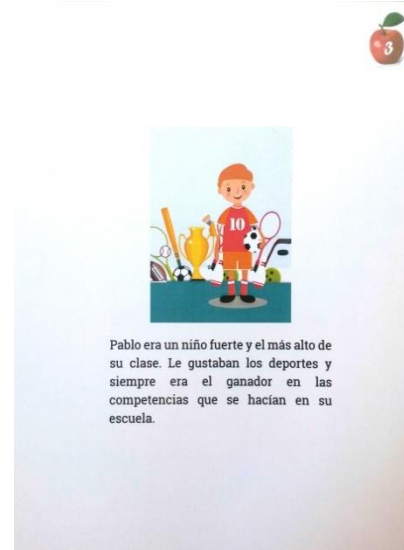 3
10
Pablo era un niño fuerte y el más alto de
su clase. Le gustaban los deportes y
siempre era el ganador en las
competencias que se hacían en su
escuela.